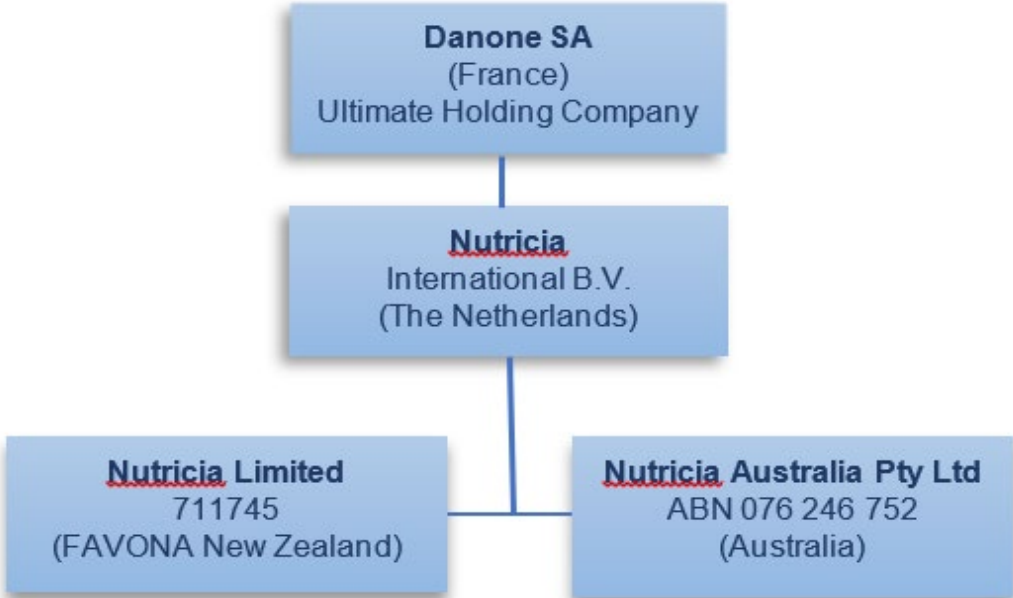 Danone SA
(France)
Ultimate Holding Company
Nutricia
International B.V.
(The Netherlands)
Nutricia Limited
711745
(FAVONA New Zealand)
Nutricia Australia Pty Ltd
ABN 076 246 752
(Australia)